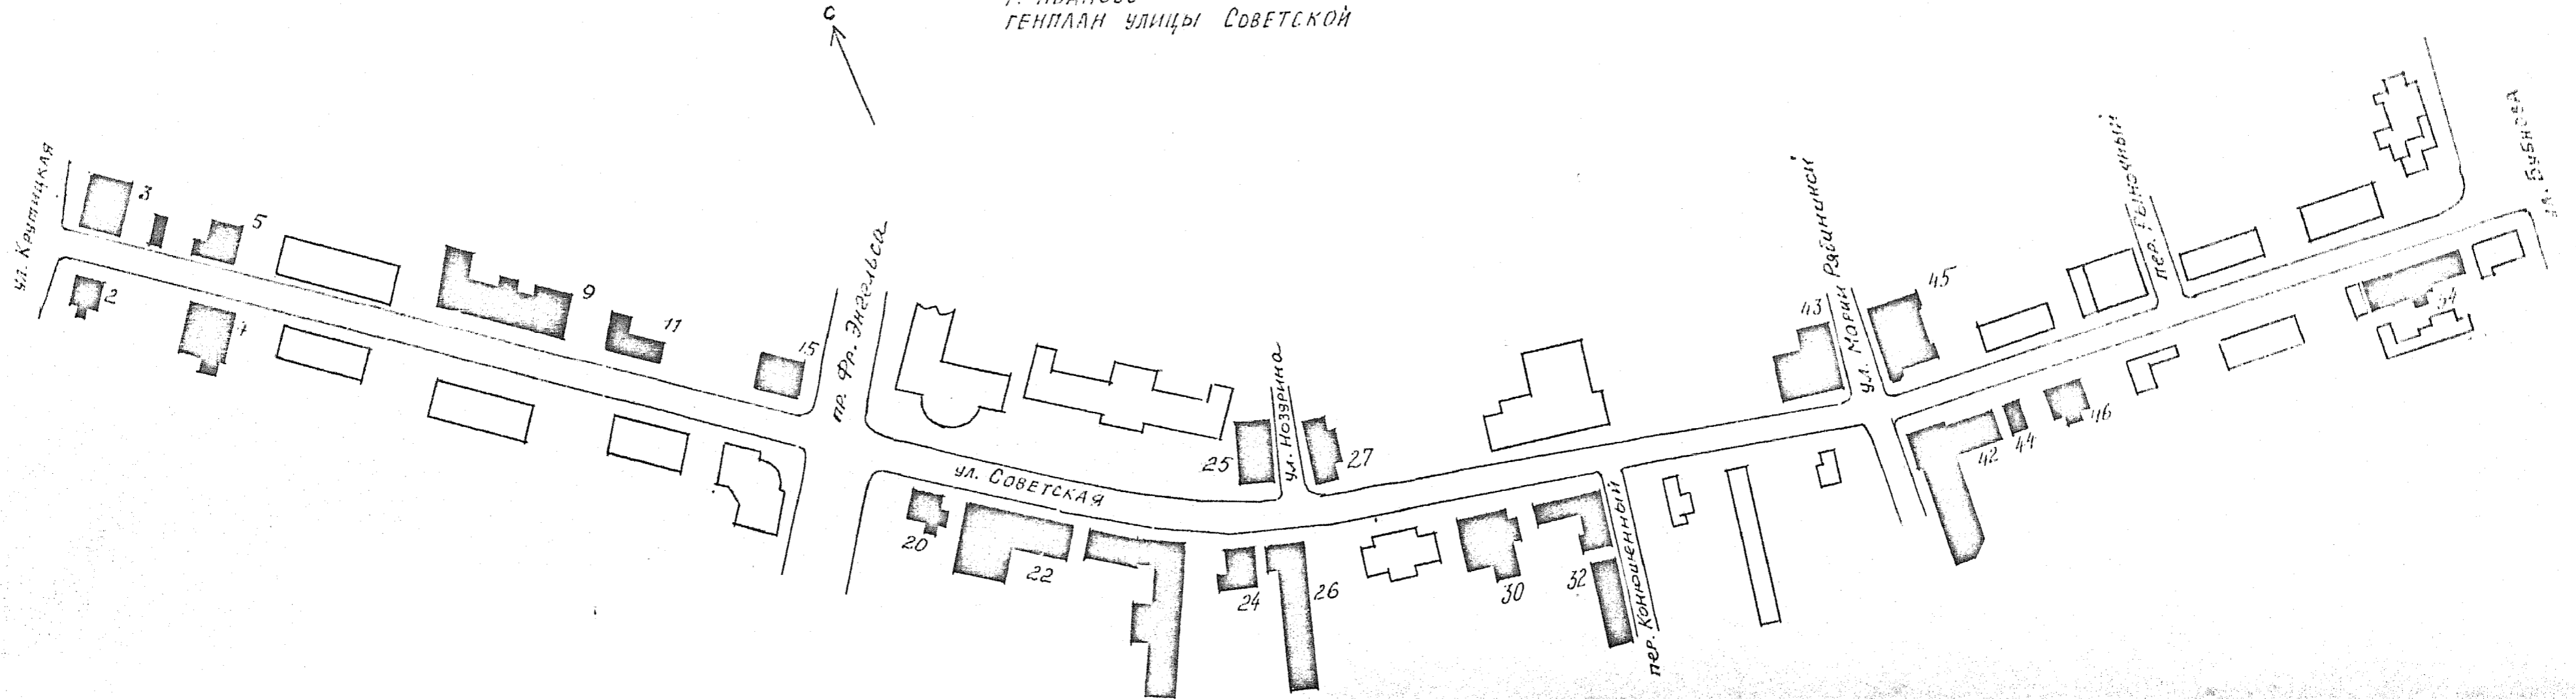 г. Иваново
генплан улицы Советской
С
ул. Крутицкая
3
5
2
9
11
15
пр. Фр. Энгельса
ул. Советская
20
22
25
ул. Ноздрина
27
24
26
30
32
пер. Конюшенный
43
ул. Марии Рябининой
45
42
44
46
пер. Рыночный
54
ул. Бубнова